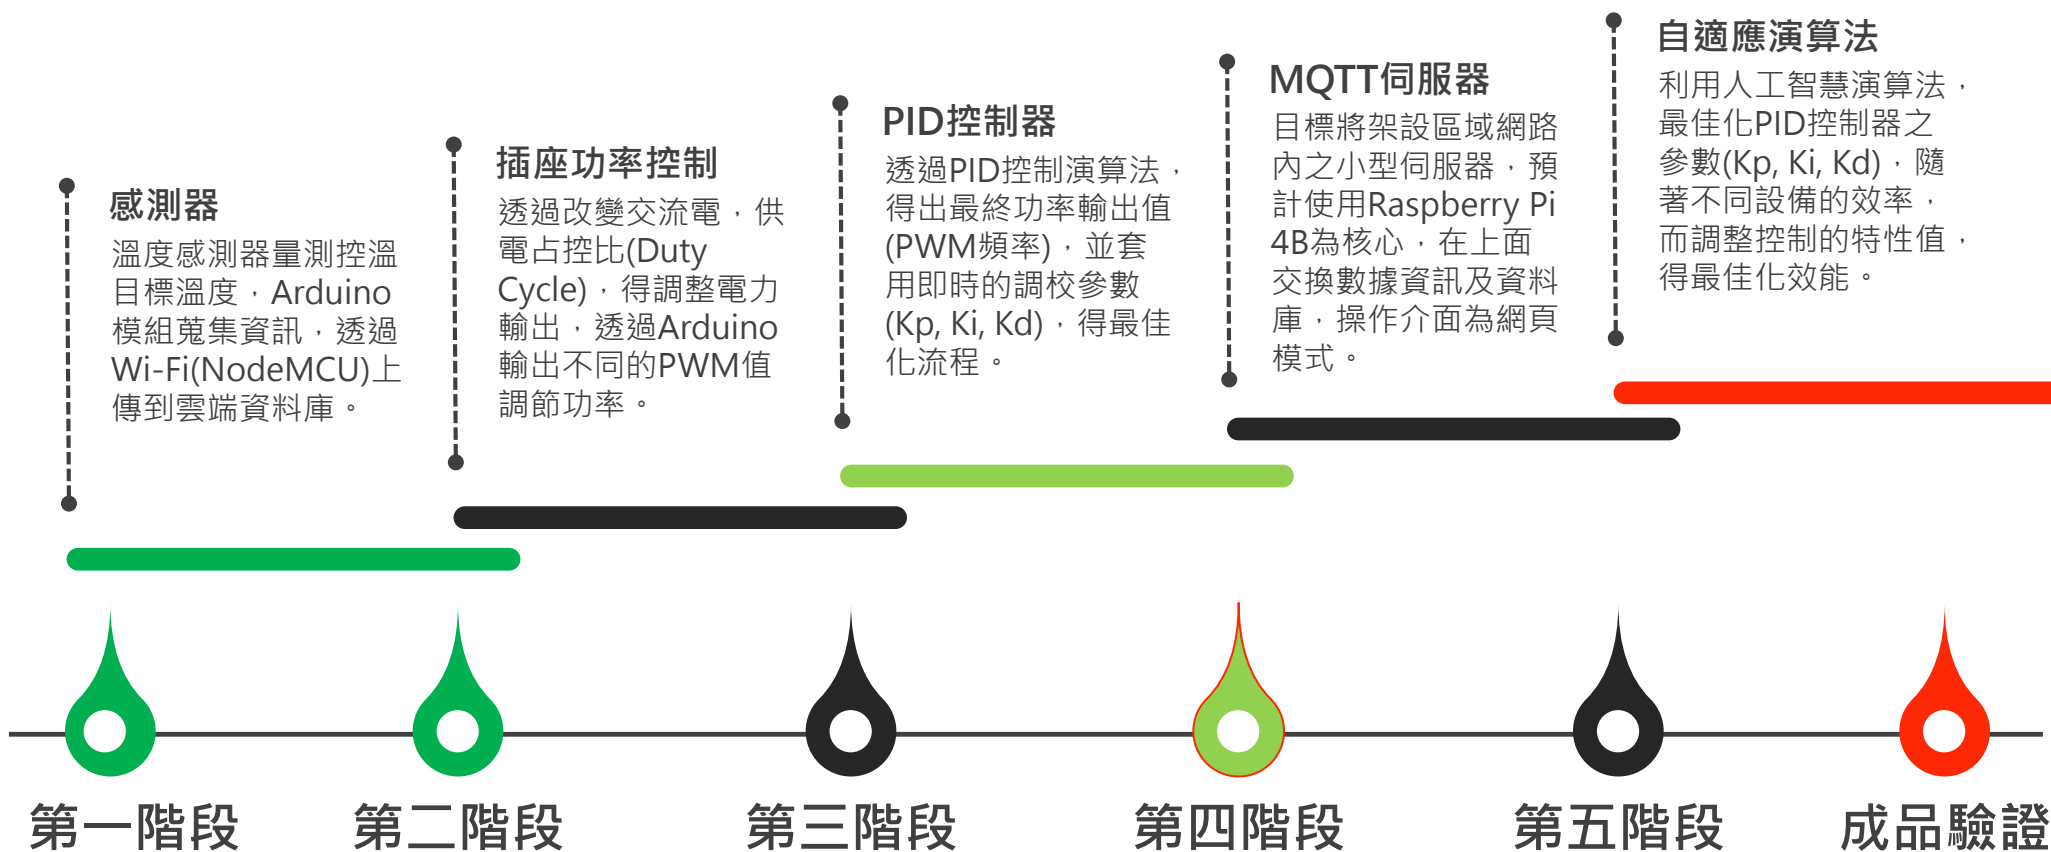 感測器
溫度感測器量測控溫
目標溫度，Arduino
模組蒐集資訊，透過
Wi-Fi(NodeMCU)上
傳到雲端資料庫。
插座功率控制
透過改變交流電，供
電占控比(Duty
Cycle)，得調整電力
輸出，透過Arduino
輸出不同的PWM值
調節功率。
PID控制器
透過PID控制演算法，
得出最終功率輸出值
(PWM頻率)，並套
用即時的調校參數
(Kp, Ki, Kd)，得最佳
化流程。
MQTT伺服器
目標將架設區域網路
內之小型伺服器，預
計使用Raspberry Pi
4B為核心，在上面
交換數據資訊及資料
庫，操作介面為網頁
模式。
自適應演算法
利用人工智慧演算法，
最佳化PID控制器之
參數(Kp, Ki, Kd)，隨
著不同設備的效率，
而調整控制的特性值，
得最佳化效能。
第一階段
第二階段
第三階段
第四階段
第五階段
成品驗證